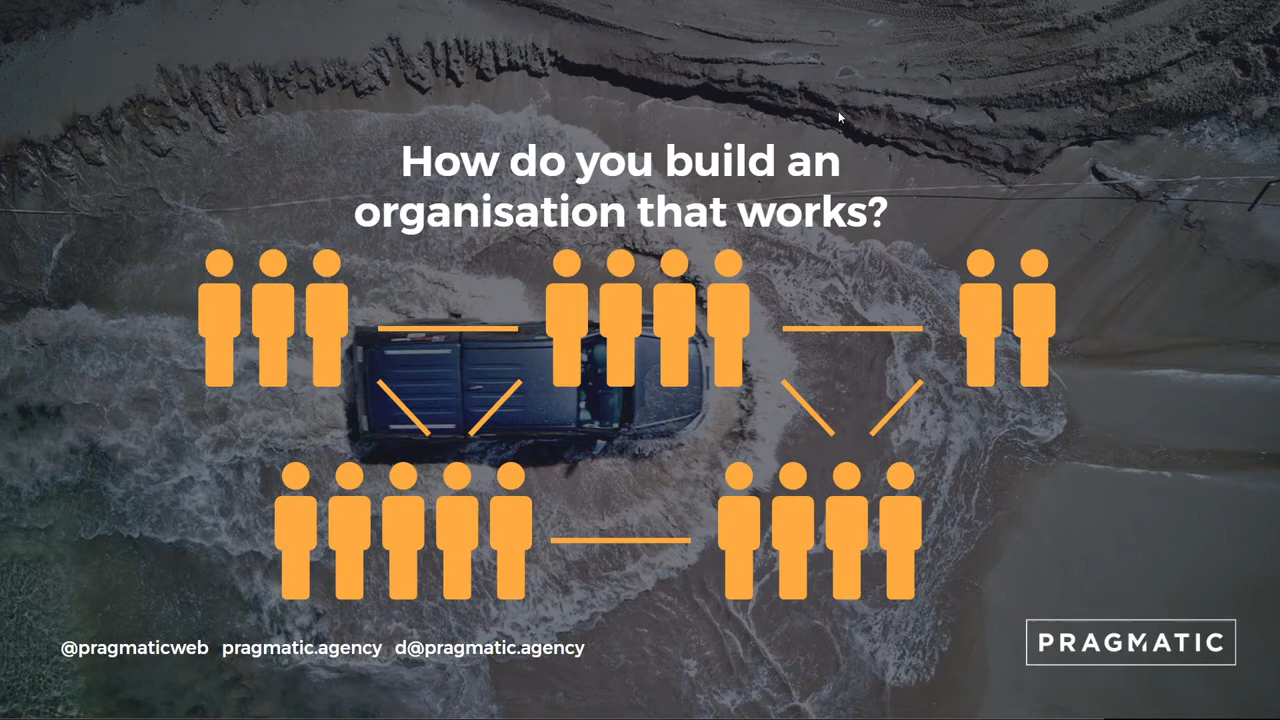 How do you build an
organisation that works?
@pragmaticweb pragmatic.agency d@pragmatic.agency
PRAGMATIC